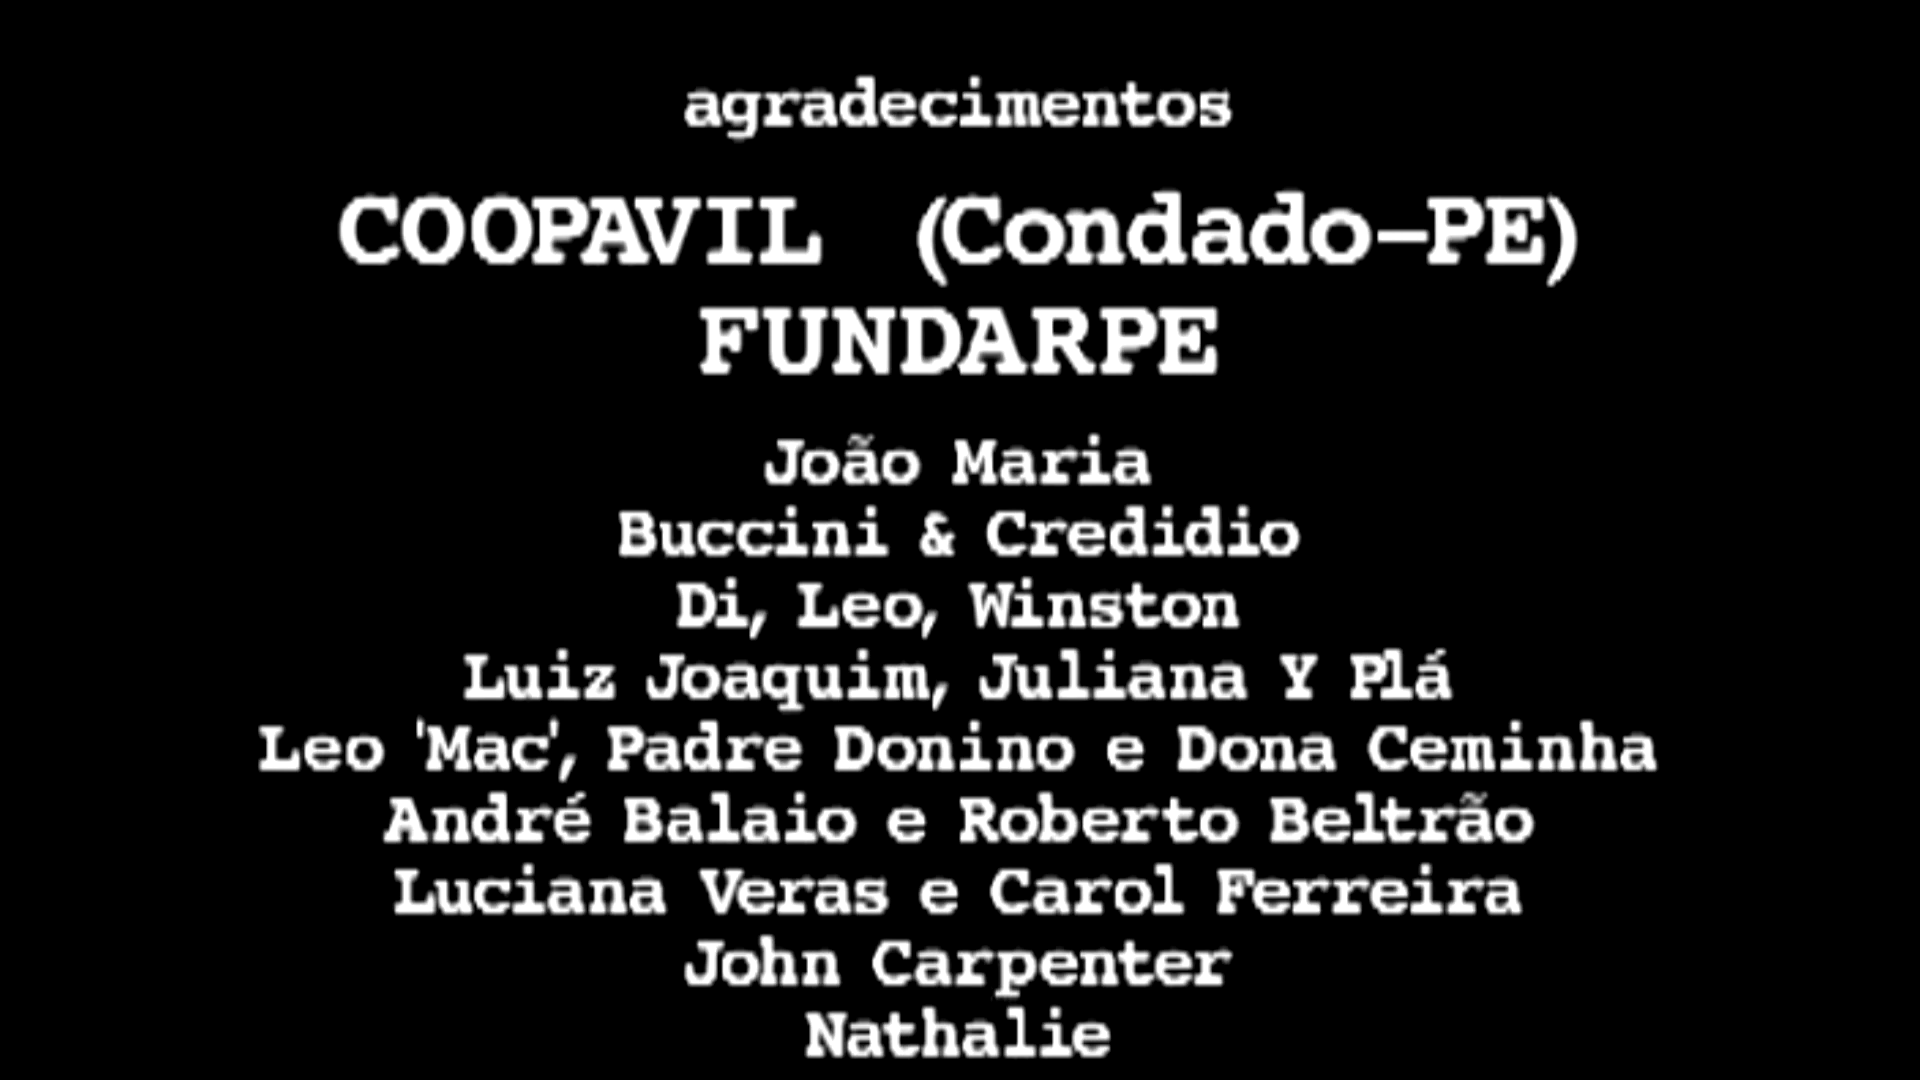 agradecimentos
COOPAVIL (Condado-PE)
FUNDARPE
João Maria
Buccini & Credidio
Di, Leo, Winston
Luiz Joaquim, Juliana Y Plá
Leo 'Mac', Padre Donino e Dona Ceminha
André Balaio e Roberto Beltrão
Luciana Veras e Carol Ferreira
John Carpenter
Nathalie